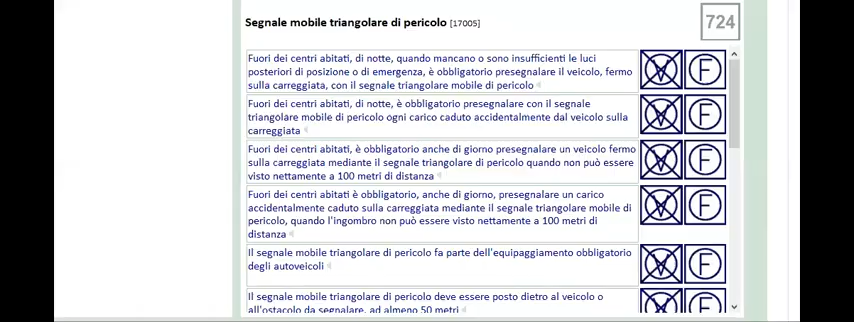 Segnale mobile triangolare di pericolo [17005]
724
Fuori dei centri abitati, di notte, quando mancano o sono insufficienti le luci
posteriori di posizione o di emergenza, è obbligatorio presegnalare il veicolo, fermo
sulla carreggiata, con il segnale triangolare mobile di pericolo
V F
Fuori dei centri abitati, di notte, è obbligatorio presegnalare con il segnale
triangolare mobile di pericolo ogni carico caduto accidentalmente dal veicolo sulla
carreggiata
V F
Fuori dei centri abitati, è obbligatorio anche di giorno presegnalare un veicolo fermo
sulla carreggiata mediante il segnale triangolare di pericolo quando non può essere
visto nettamente a 100 metri di distanza
V F
Fuori dei centri abitati è obbligatorio, anche di giorno, presegnalare un carico
accidentalmente caduto sulla carreggiata mediante il segnale triangolare mobile di
pericolo, quando l'ingombro non può essere visto nettamente a 100 metri di
distanza
V F
Il segnale mobile triangolare di pericolo fa parte dell'equipaggiamento obbligatorio
degli autoveicoli
V F
Il segnale mobile triangolare di pericolo deve essere posto dietro al veicolo o
all'ostacolo da segnalare, ad almeno 50 metri
V F